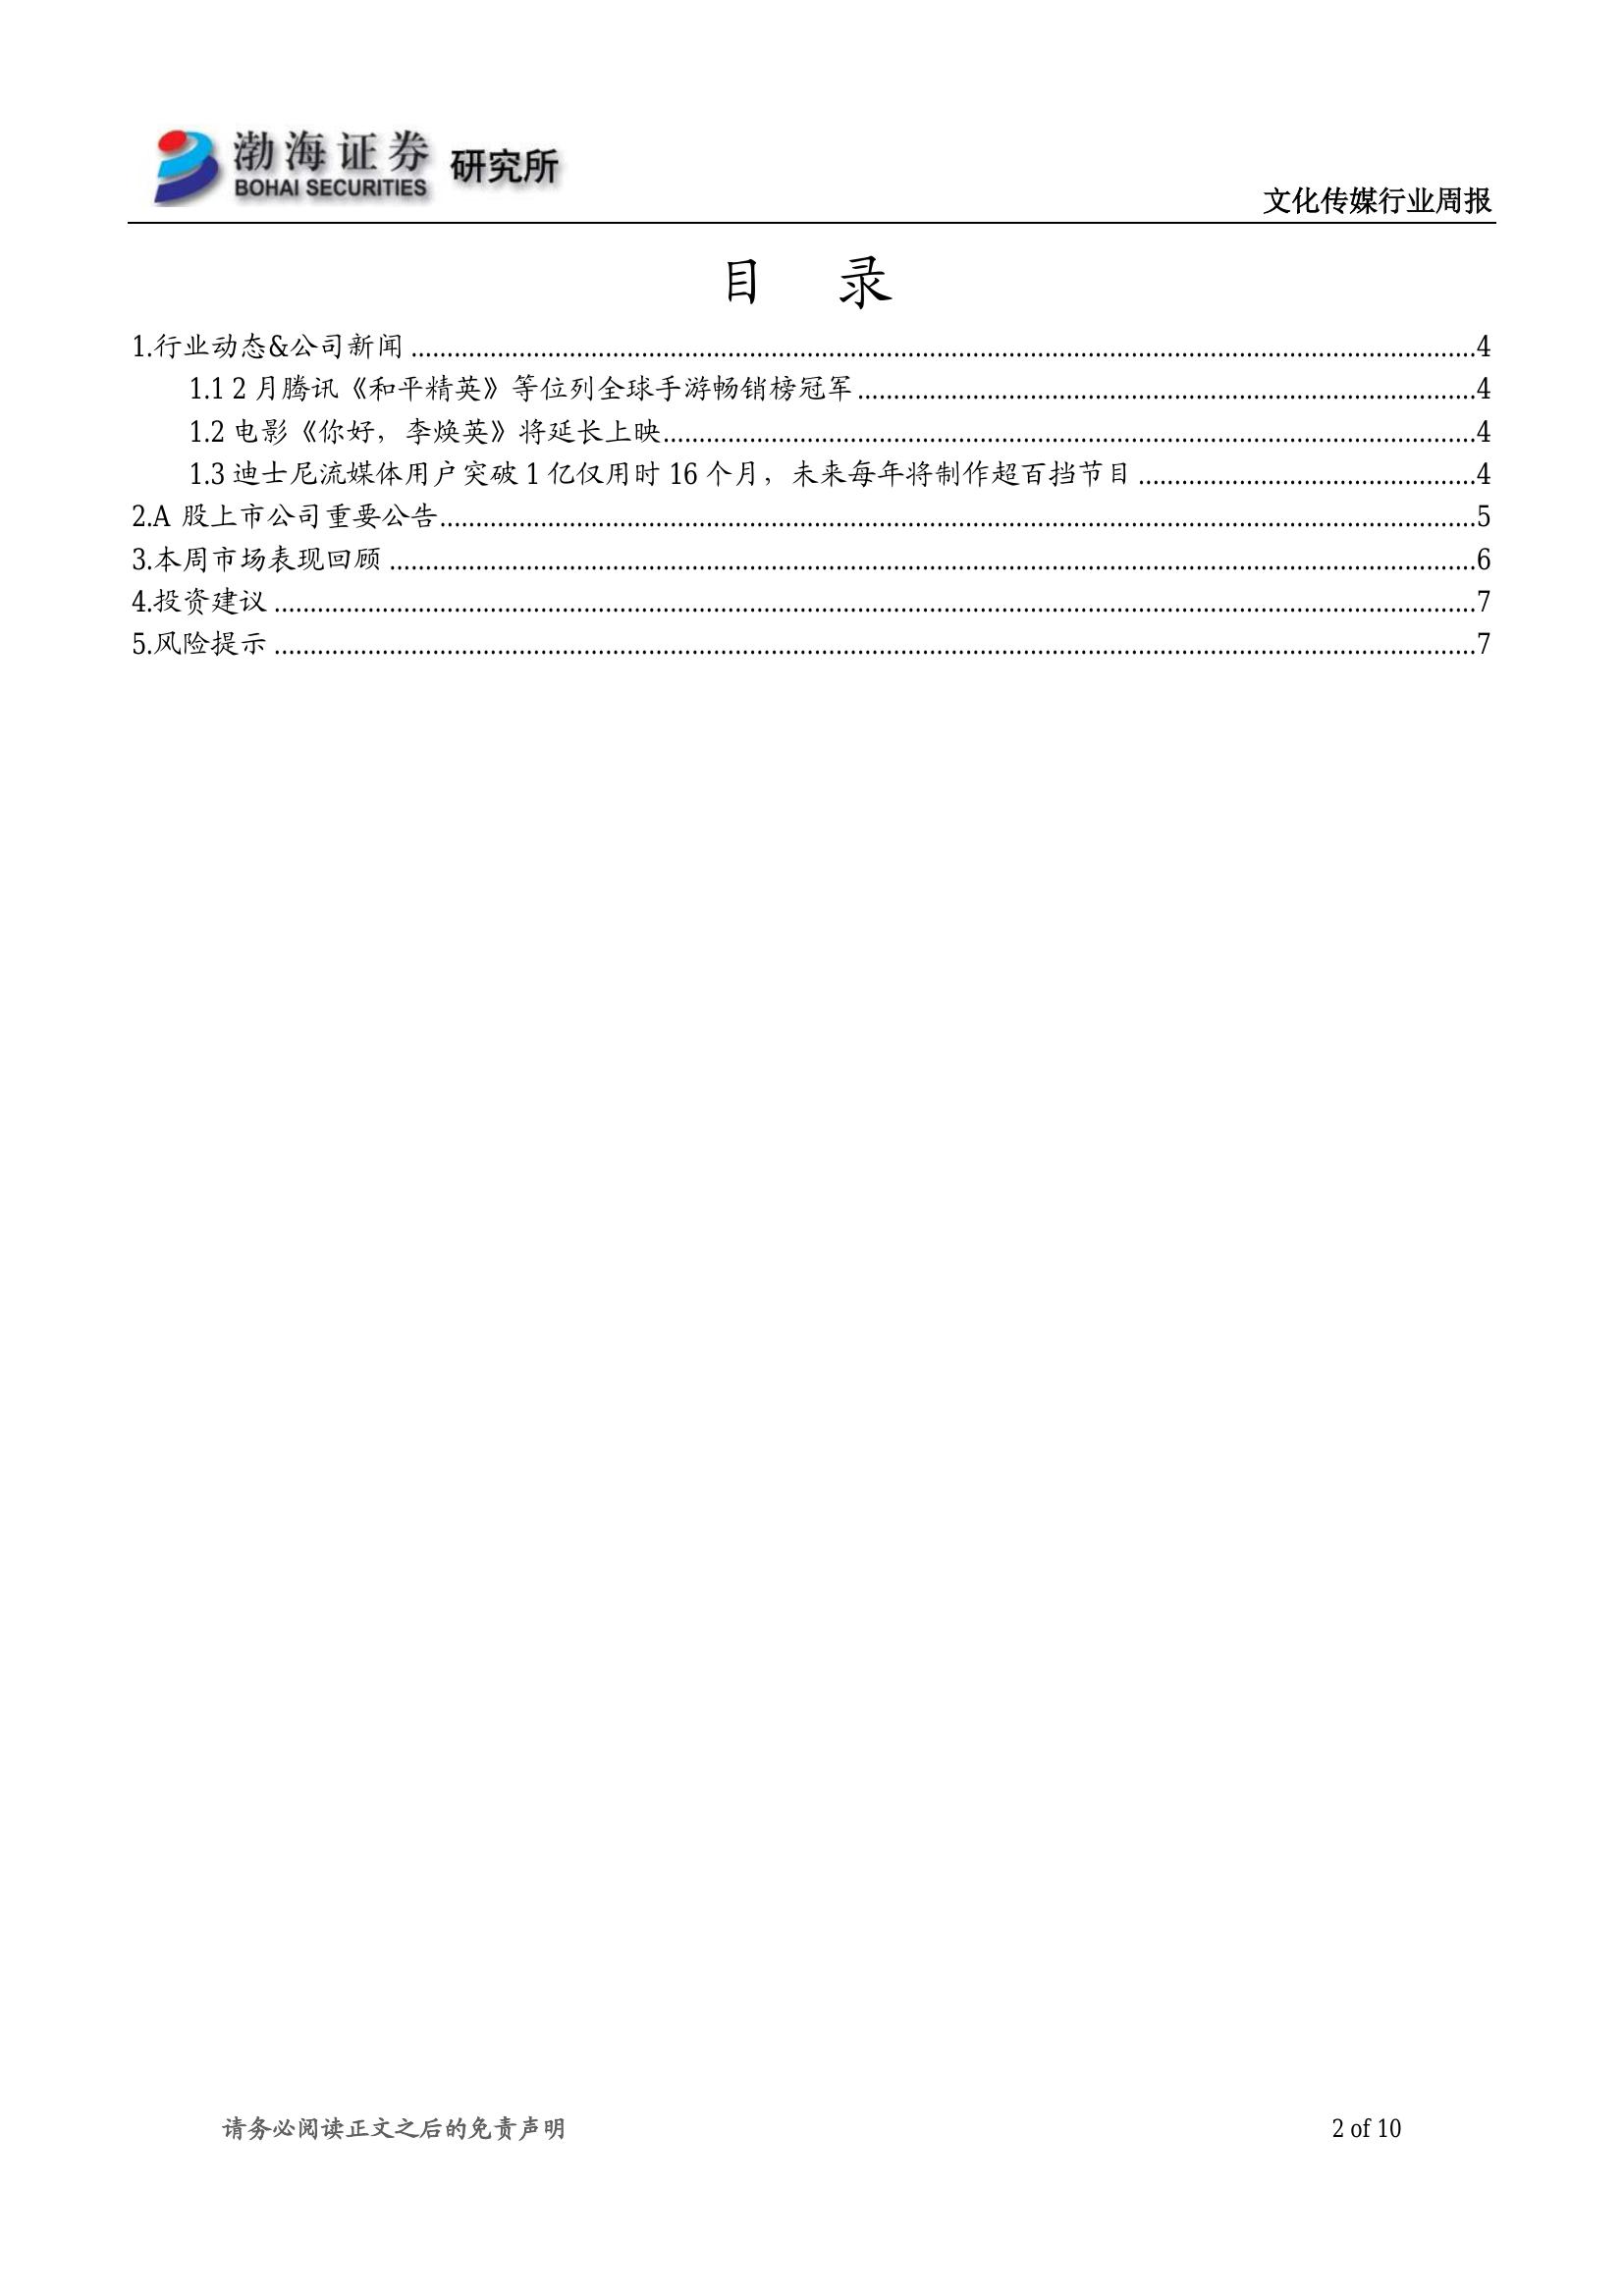 渤海证券 研究所
BOHAI SECURITIES
文化传媒行业周报
目 录
1.行业动态&公司新闻 ........................................................ 4
1.1 2 月腾讯《和平精英》等位列全球手游畅销榜冠军 ........................................................ 4
1.2 电影《你好，李焕英》将延长上映 ........................................................ 4
1.3 迪士尼流媒体用户突破 1 亿仅用时 16 个月，未来每年将制作超百挡节目 ........................................................ 4
2.A 股上市公司重要公告 ........................................................ 5
3.本周市场表现回顾 ........................................................ 6
4.投资建议 ........................................................ 7
5.风险提示 ........................................................ 7
请务必阅读正文之后的免责声明
2 of 10